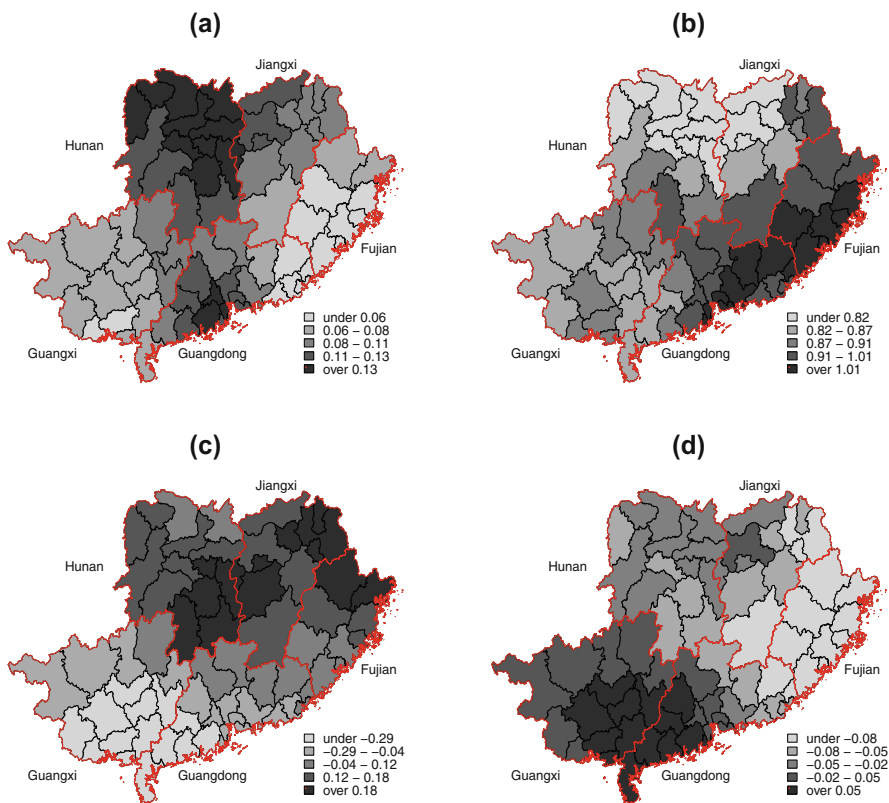 (a)
Jiangxi
Hunan
Fujian
Guangxi
Guangdong
under 0.06
0.06 − 0.08
0.08 − 0.11
0.11 − 0.13
over 0.13
(b)
Jiangxi
Hunan
Fujian
Guangxi
Guangdong
under 0.82
0.82 − 0.87
0.87 − 0.91
0.91 − 1.01
over 1.01
(c)
Jiangxi
Hunan
Fujian
Guangxi
Guangdong
under −0.29
−0.29 − −0.04
−0.04 − 0.12
0.12 − 0.18
over 0.18
(d)
Jiangxi
Hunan
Fujian
Guangxi
Guangdong
under −0.08
−0.08 − −0.05
−0.05 − −0.02
−0.02 − 0.05
over 0.05